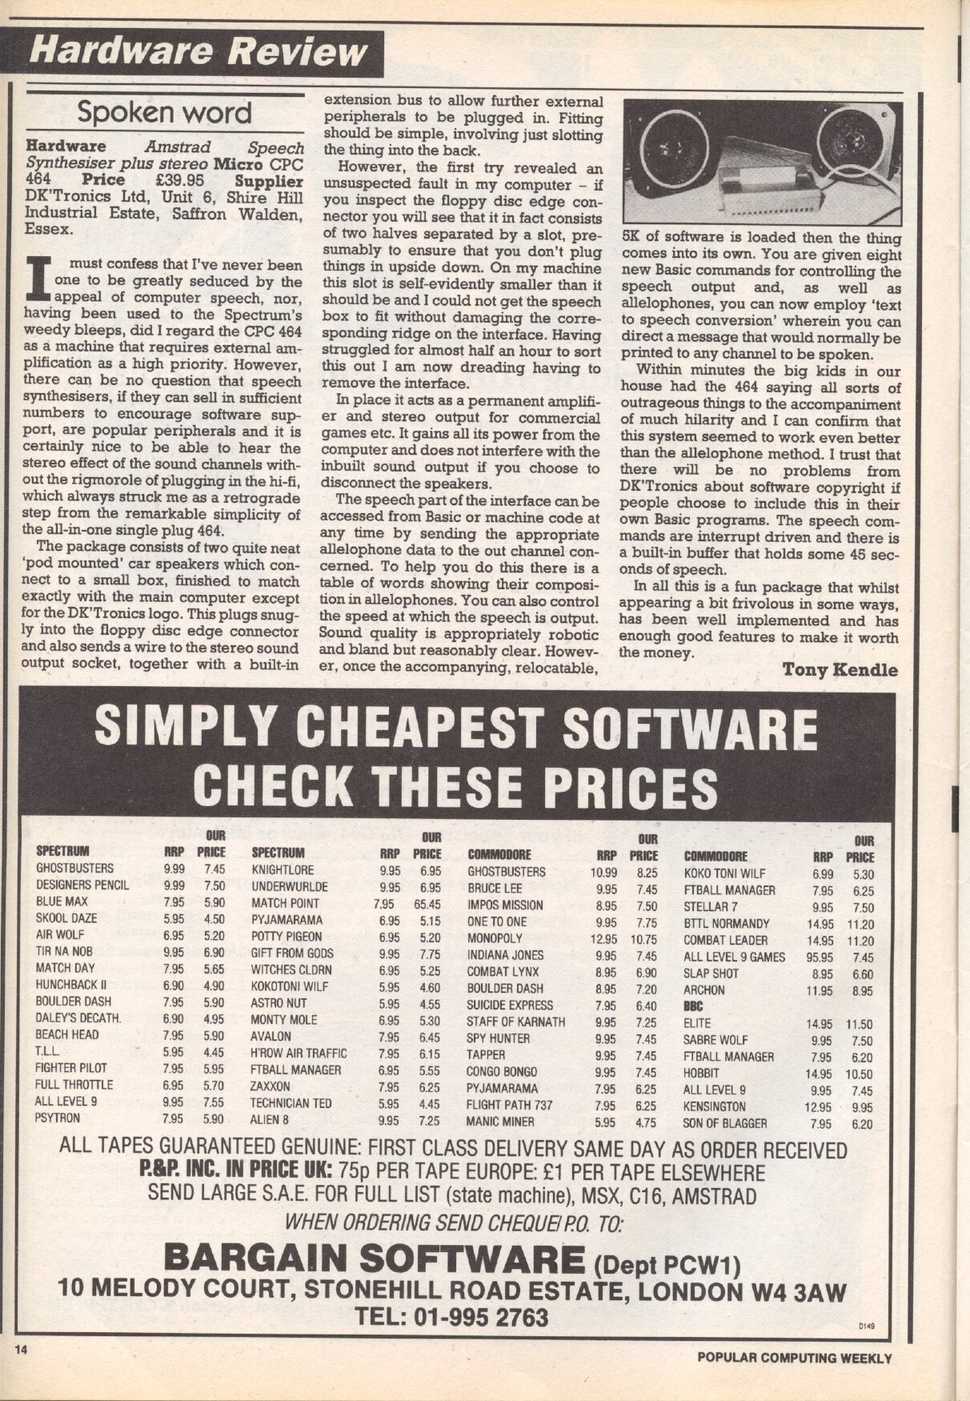 Hardware Review
Spoken word
Hardware Amstrad Speech
Synthesiser plus stereo Micro CPC
464 Price £39.95 Supplier
DK'Tronics Ltd, Unit 6, Shire Hill
Industrial Estate, Saffron Walden,
Essex.
I must confess that I've never been
one to be greatly seduced by the
appeal of computer speech, nor,
having been used to the Spectrum's
weedy bleeps, did I regard the CPC 464
as a machine that requires external am-
plification as a high priority. However,
there can be no question that speech
synthesisers, if they can sell in sufficient
numbers to encourage software sup-
port, are popular peripherals and it is
certainly nice to be able to hear the
stereo effect of the sound channels with-
out the rigmorole of plugging in the hi-fi,
which always struck me as a retrograde
step from the remarkable simplicity of
the all-in-one single plug 464.
The package consists of two quite neat
'pod mounted' car speakers which con-
nect to a small box, finished to match
exactly with the main computer except
for the DK'Tronics logo. This plugs snug-
ly into the floppy disc edge connector
and also sends a wire to the stereo sound
output socket, together with a built-in
extension bus to allow further external
peripherals to be plugged in. Fitting
should be simple, involving just slotting
the thing into the back.
However, the first try revealed an
unsuspected fault in my computer – if
you inspect the floppy disc edge con-
nector you will see that it in fact consists
of two halves separated by a slot, pre-
sumably to ensure that you don't plug
things in upside down. On my machine
this slot is self-evidently smaller than it
should be and I could not get the speech
box to fit without damaging the corre-
sponding ridge on the interface. Having
struggled for almost half an hour to sort
this out I am now dreading having to
remove the interface.
In place it acts as a permanent amplifi-
er and stereo output for commercial
games etc. It gains all its power from the
computer and does not interfere with the
inbuilt sound output if you choose to
disconnect the speakers.
The speech part of the interface can be
accessed from Basic or machine code at
any time by sending the appropriate
allelophone data to the out channel con-
cerned. To help you do this there is a
table of words showing their composi-
tion in allelophones. You can also control
the speed at which the speech is output.
Sound quality is appropriately robotic
and bland but reasonably clear. Howev-
er, once the accompanying, relocatable,
5K of software is loaded then the thing
comes into its own. You are given eight
new Basic commands for controlling the
speech output and, as well as
allelophones, you can now employ 'text
to speech conversion' wherein you can
direct a message that would normally be
printed to any channel to be spoken.
Within minutes the big kids in our
house had the 464 saying all sorts of
outrageous things to the accompaniment
of much hilarity and I can confirm that
this system seemed to work even better
than the allelophone method. I trust that
there will be no problems from
DK'Tronics about software copyright if
people choose to include this in their
own Basic programs. The speech com-
mands are interrupt driven and there is
a built-in buffer that holds some 45 sec-
onds of speech.
In all this is a fun package that whilst
appearing a bit frivolous in some ways,
has been well implemented and has
enough good features to make it worth
the money.
Tony Kendle
SIMPLY CHEAPEST SOFTWARE
CHECK THESE PRICES
SPECTRUM RRP OUR PRICE
GHOSTBUSTERS 9.99 7.45
DESIGNERS PENCIL 9.99 7.50
BLUE MAX 7.95 5.90
SKOOL DAZE 5.95 4.50
AIR WOLF 6.95 5.20
TIR NA NOB 9.95 6.90
MATCH DAY 7.95 5.65
HUNCHBACK II 6.90 4.90
BOULDER DASH 7.95 5.90
DALEY'S DECATH. 6.90 4.95
BEACH HEAD 7.95 5.90
T.L.L. 5.95 4.45
FIGHTER PILOT 7.95 5.95
FULL THROTTLE 6.95 5.70
ALL LEVEL 9 9.95 7.55
PSYTRON 7.95 5.90
SPECTRUM RRP OUR PRICE
KNIGHTLORE 9.95 6.95
UNDERWURLDE 9.95 6.95
MATCH POINT 7.95 65.45
PYJAMARAMA 6.95 5.15
POTTY PIGEON 6.95 5.20
GIFT FROM GODS 9.95 7.75
WITCHES CLDRN 6.95 5.25
KOKOTONI WILF 5.95 4.60
ASTRO NUT 5.95 4.55
MONTY MOLE 6.95 5.30
AVALON 7.95 6.45
H'ROW AIR TRAFFIC 7.95 6.15
FTBALL MANAGER 6.95 5.55
ZAXXON 7.95 6.25
TECHNICIAN TED 5.95 4.45
ALIEN 8 9.95 7.25
COMMODORE RRP OUR PRICE
GHOSTBUSTERS 10.99 8.25
BRUCE LEE 9.95 7.45
IMPOS MISSION 8.95 7.50
ONE TO ONE 9.95 7.75
MONOPOLY 12.95 10.75
INDIANA JONES 9.95 7.45
COMBAT LYNX 8.95 6.90
BOULDER DASH 8.95 7.20
SUICIDE EXPRESS 7.95 6.40
STAFF OF KARNATH 9.95 7.25
SPY HUNTER 9.95 7.45
TAPPER 9.95 7.45
CONGO BONGO 9.95 7.45
PYJAMARAMA 7.95 6.25
FLIGHT PATH 737 7.95 6.25
MANIC MINER 5.95 4.75
COMMODORE RRP OUR PRICE
KOKO TONI WILF 6.99 5.30
FTBALL MANAGER 7.95 6.25
STELLAR 7 9.95 7.50
BTTL NORMANDY 14.95 11.20
COMBAT LEADER 14.95 11.20
ALL LEVEL 9 GAMES 95.95 7.45
SLAP SHOT 8.95 6.60
ARCHON 11.95 8.95
BBC
ELITE 14.95 11.50
SABRE WOLF 9.95 7.50
FTBALL MANAGER 7.95 6.20
HOBBIT 14.95 10.50
ALL LEVEL 9 9.95 7.45
KENSINGTON 12.95 9.95
SON OF BLAGGER 7.95 6.20
ALL TAPES GUARANTEED GENUINE: FIRST CLASS DELIVERY SAME DAY AS ORDER RECEIVED
P.&P. INC. IN PRICE UK: 75p PER TAPE EUROPE: £1 PER TAPE ELSEWHERE
SEND LARGE S.A.E. FOR FULL LIST (state machine), MSX, C16, AMSTRAD
WHEN ORDERING SEND CHEQUE/P.O. TO:
BARGAIN SOFTWARE (Dept PCW1)
10 MELODY COURT, STONEHILL ROAD ESTATE, LONDON W4 3AW
TEL: 01-995 2763
D149
14
POPULAR COMPUTING WEEKLY